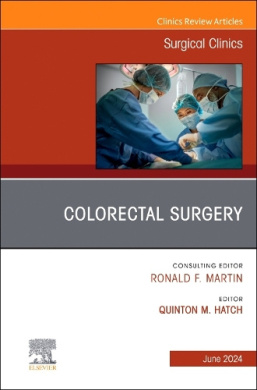 Clinics Review Articles
Surgical Clinics
COLORECTAL SURGERY
CONSULTING EDITOR
RONALD F. MARTIN
EDITOR
QUINTON M. HATCH
ELSEVIER
June 2024